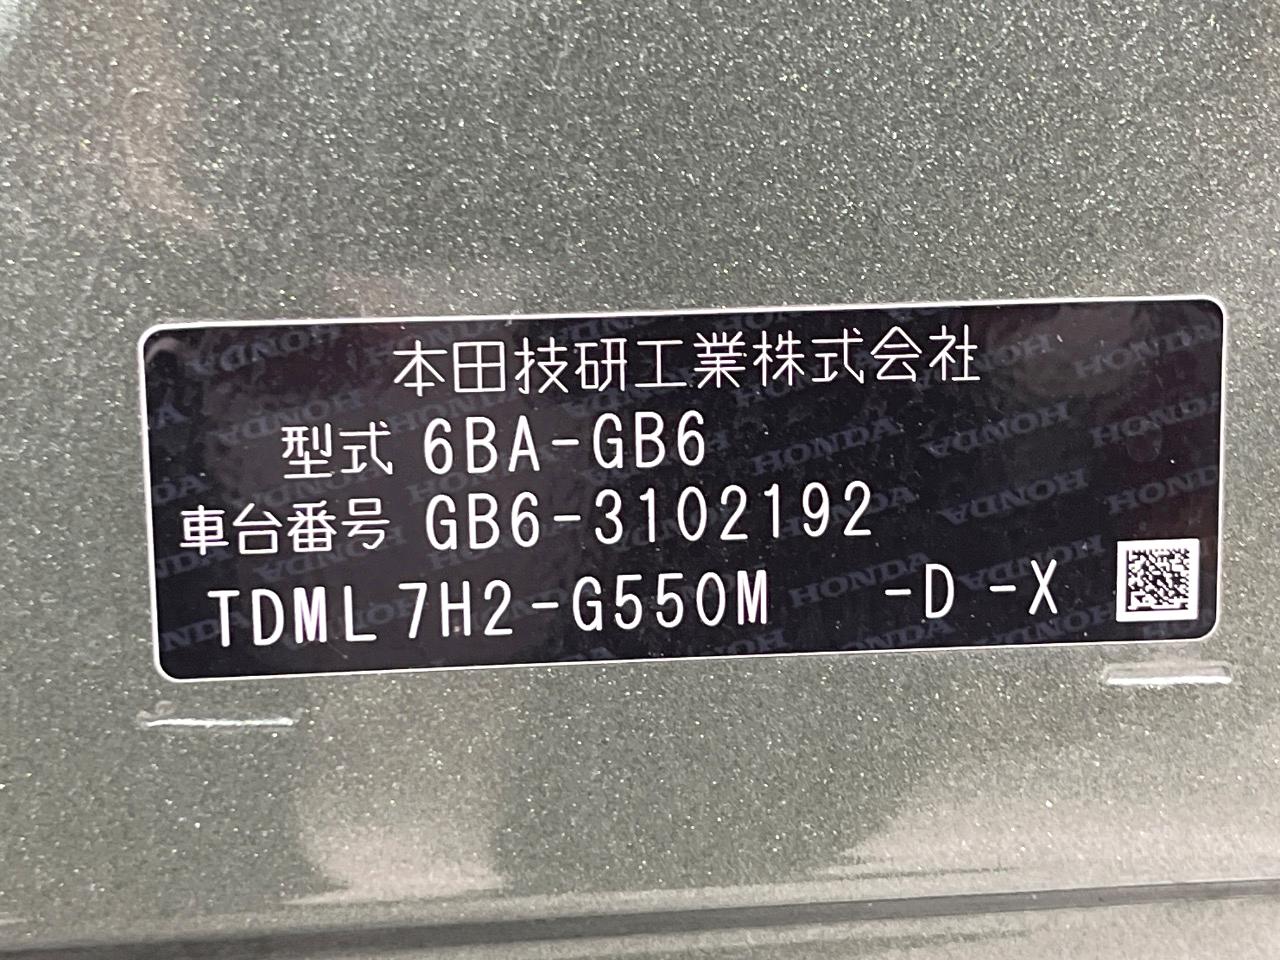 本田技研工業株式会社
型式 6BA-GB6
車台番号 GB6-3102192
TDML7H2-G550M -D -X